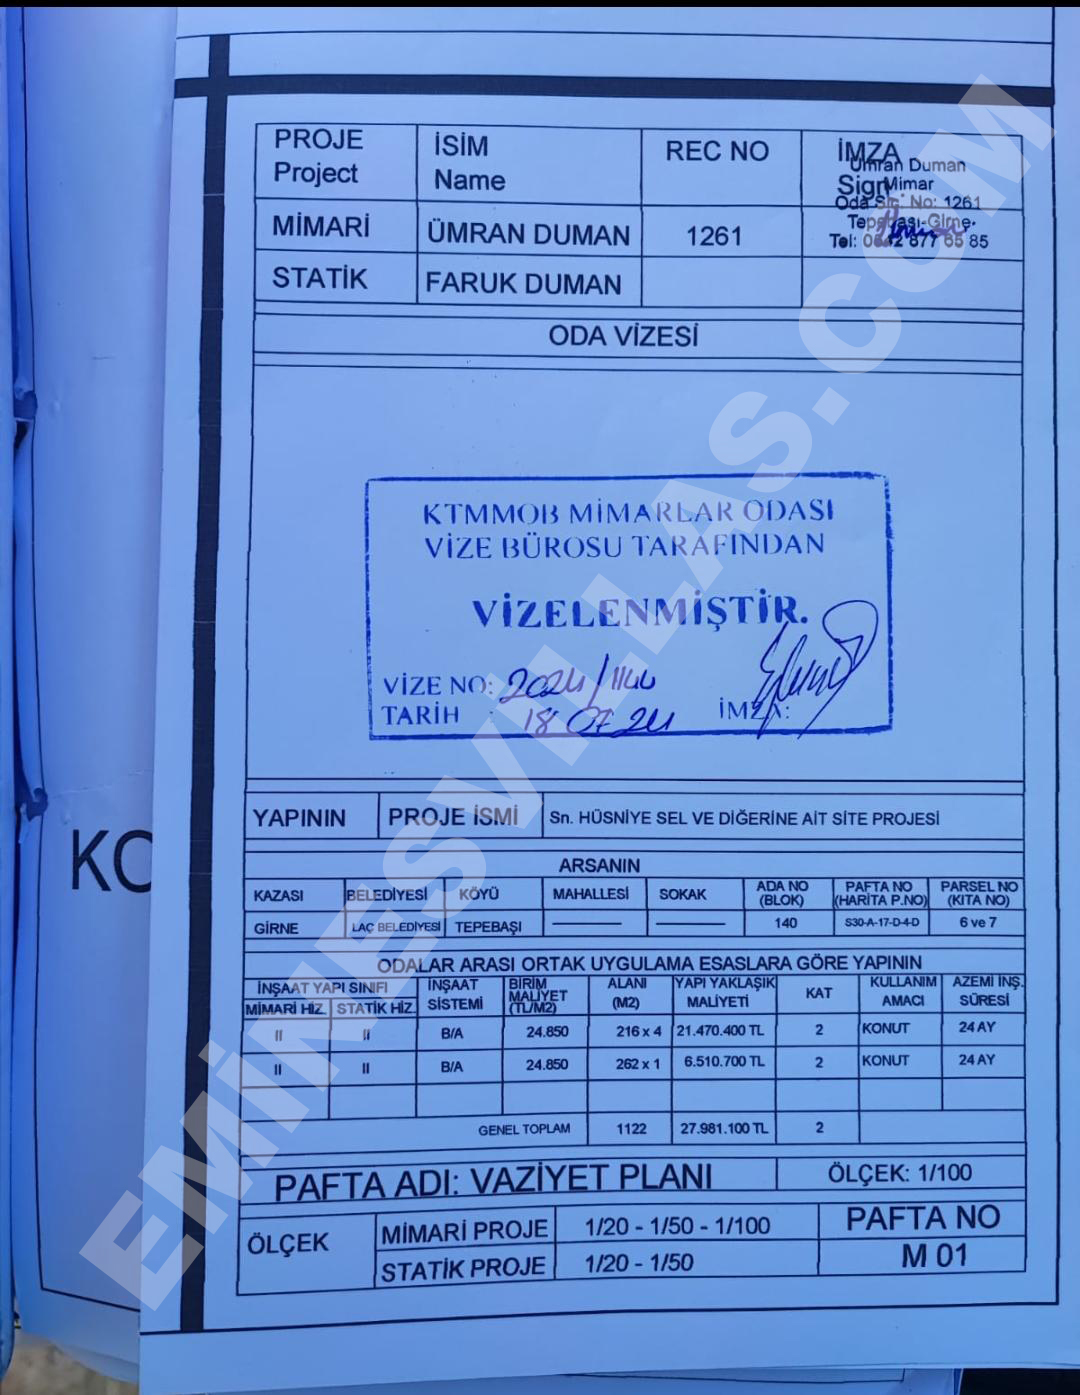 PROJE
Project
İSİM
Name
REC NO
İMZA
Sign
Ümran Duman
Mimar
Oda Sic. No: 1261
Tepebaşı-Girne
MİMARİ
ÜMRAN DUMAN
1261
STATİK
FARUK DUMAN
ODA VİZESİ
KTMMOB MİMARLAR ODASI
VİZE BÜROSU TARAFINDAN
VİZELENMİŞTİR.
VİZE NO: 2024/1144
TARİH : 18 07 24 İMZA:
KO
YAPININ PROJE İSMİ Sn. HÜSNİYE SEL VE DİĞERİNE AİT SİTE PROJESİ
ARSANIN
KAZASI BELEDİYESİ KÖYÜ MAHALLESİ SOKAK ADA NO (BLOK) PAFTA NO (HARİTA P.NO) PARSEL NO (KITA NO)
GİRNE LAÇ BELEDİYESİ TEPEBAŞI 140 S30-A-17-D-4-D 6 ve 7
ODALAR ARASI ORTAK UYGULAMA ESASLARA GÖRE YAPININ
İNŞAAT YAPI SINIFI
MİMARİ HİZ. STATİK HİZ.
İNŞAAT SİSTEMİ
BİRİM MALİYET (TL/M2)
ALANI (M2)
YAPI YAKLAŞIK MALİYETİ
KAT
KULLANIM AMACI
AZEMİ İNŞ. SÜRESİ
II II B/A 24.850 216 x 4 21.470.400 TL 2 KONUT 24 AY
II II B/A 24.850 262 x 1 6.510.700 TL 2 KONUT 24 AY
GENEL TOPLAM 1122 27.981.100 TL 2
PAFTA ADI: VAZİYET PLANI ÖLÇEK: 1/100
ÖLÇEK
MİMARİ PROJE 1/20 - 1/50 - 1/100
STATİK PROJE 1/20 - 1/50
PAFTA NO
M 01
EMİNESVİLLAS.COM